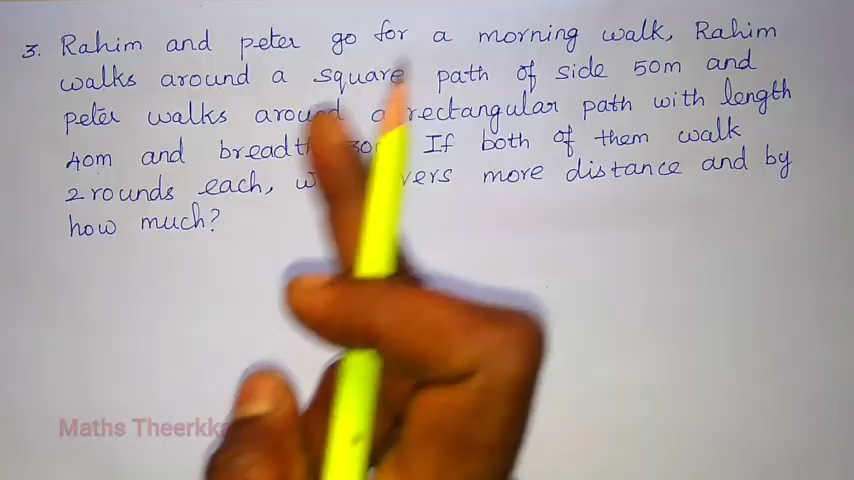 3. Rahim and peter go for a morning walk, Rahim
walks around a square path of side 50m and
peter walks around a rectangular path with length
40m and breadth 30m If both of them walk
2 rounds each, more distance and by
how much?
Maths Theerkka